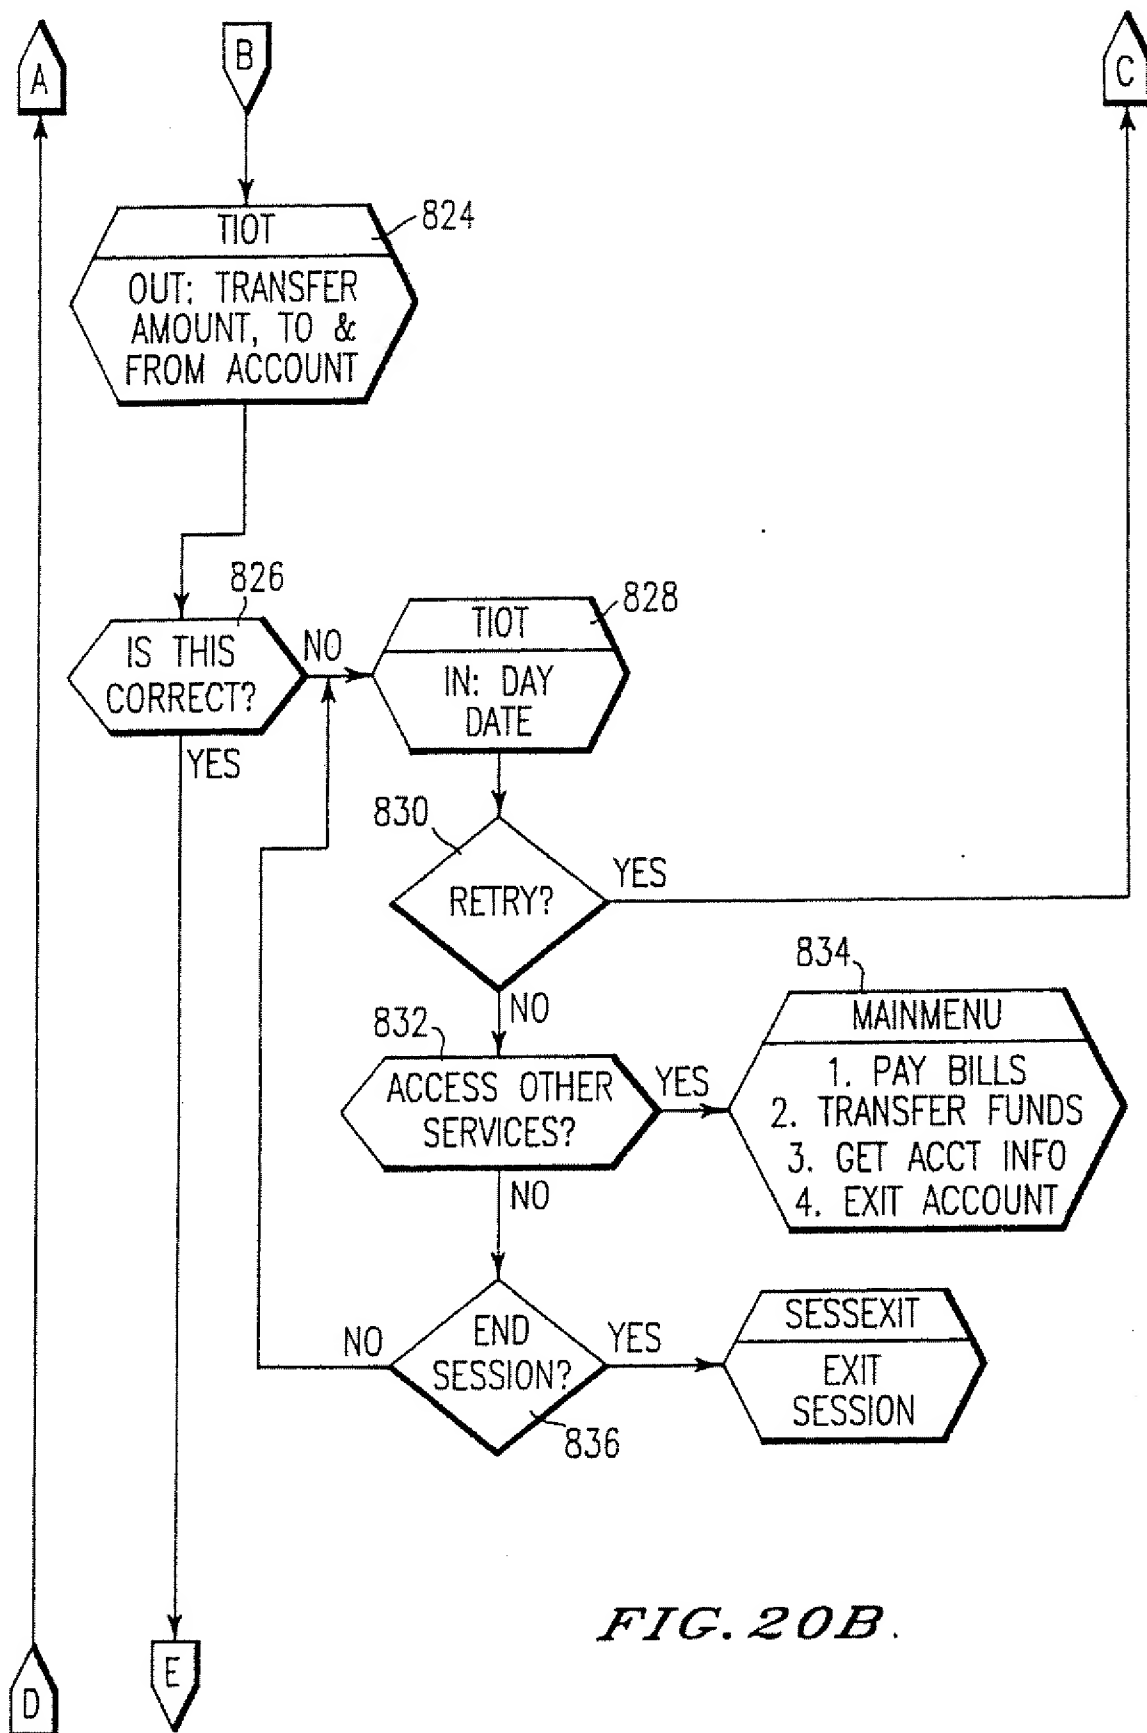 A
B
C
TIOT
824
OUT: TRANSFER
AMOUNT, TO &
FROM ACCOUNT
826
IS THIS
CORRECT?
NO
YES
TIOT
828
IN: DAY
DATE
830
RETRY?
YES
NO
832
ACCESS OTHER
SERVICES?
YES
NO
834
MAINMENU
1. PAY BILLS
2. TRANSFER FUNDS
3. GET ACCT INFO
4. EXIT ACCOUNT
NO
END
SESSION?
YES
836
SESSEXIT
EXIT
SESSION
FIG. 20B.
D
E